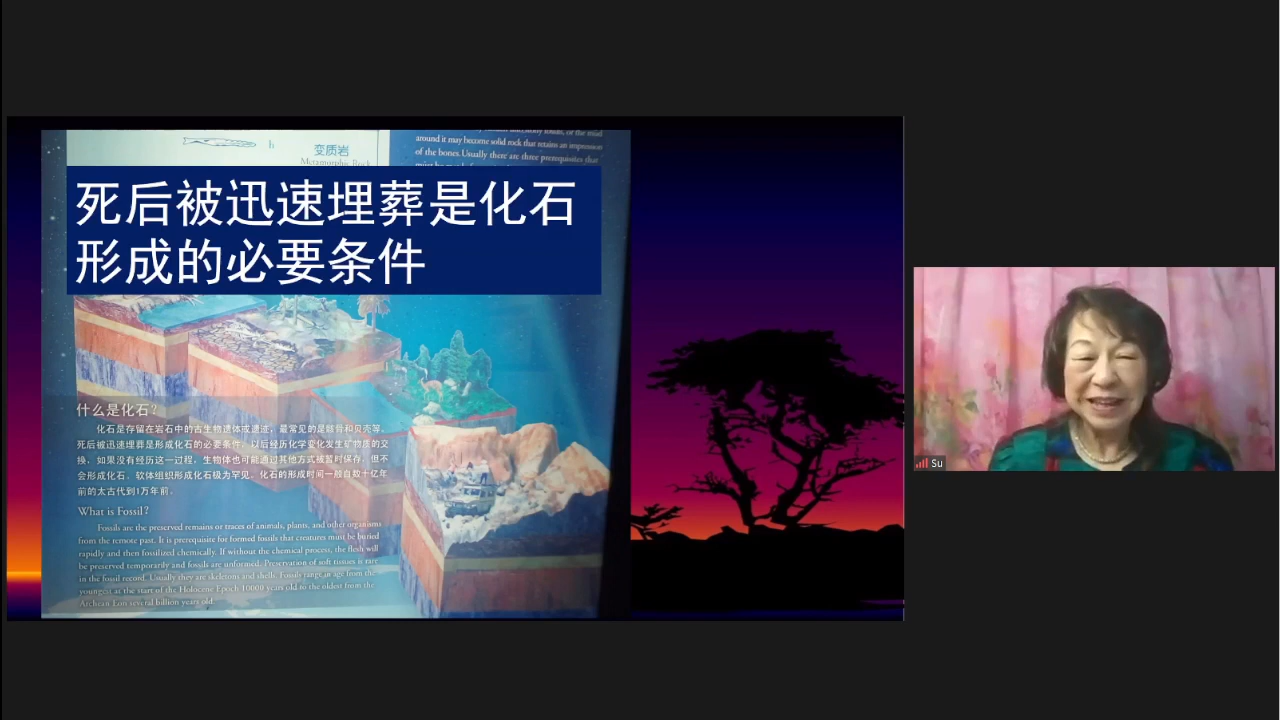 around it may become solid rock that retains an impression
of the bones. Usually there are three prerequisites that
h
变质岩
Metamorphic Rock
死后被迅速埋葬是化石
形成的必要条件
什么是化石?
化石是存留在岩石中的古生物遗体或遗迹,最常见的是骸骨和贝壳等。
死后被迅速埋葬是形成化石的必要条件,以后经历化学变化发生矿物质的交
换,如果没有经历这一过程,生物体也可能通过其他方式被暂时保存,但不
会形成化石。软体组织形成化石极为罕见。化石的形成时间一般自数十亿年
前的太古代到1万年前。
What is Fossil?
Fossils are the preserved remains or traces of animals, plants, and other organisms
from the remote past. It is prerequisite for formed fossils that creatures must be buried
rapidly and then fossilized chemically. If without the chemical process, the flesh will
be preserved temporarily and fossils are unformed. Preservation of soft tissues is rare
in the fossil record. Usually they are skeletons and shells. Fossils range in age from the
youngest at the start of the Holocene Epoch 10000 years old to the oldest from the
Archean Eon several billion years old.
Su